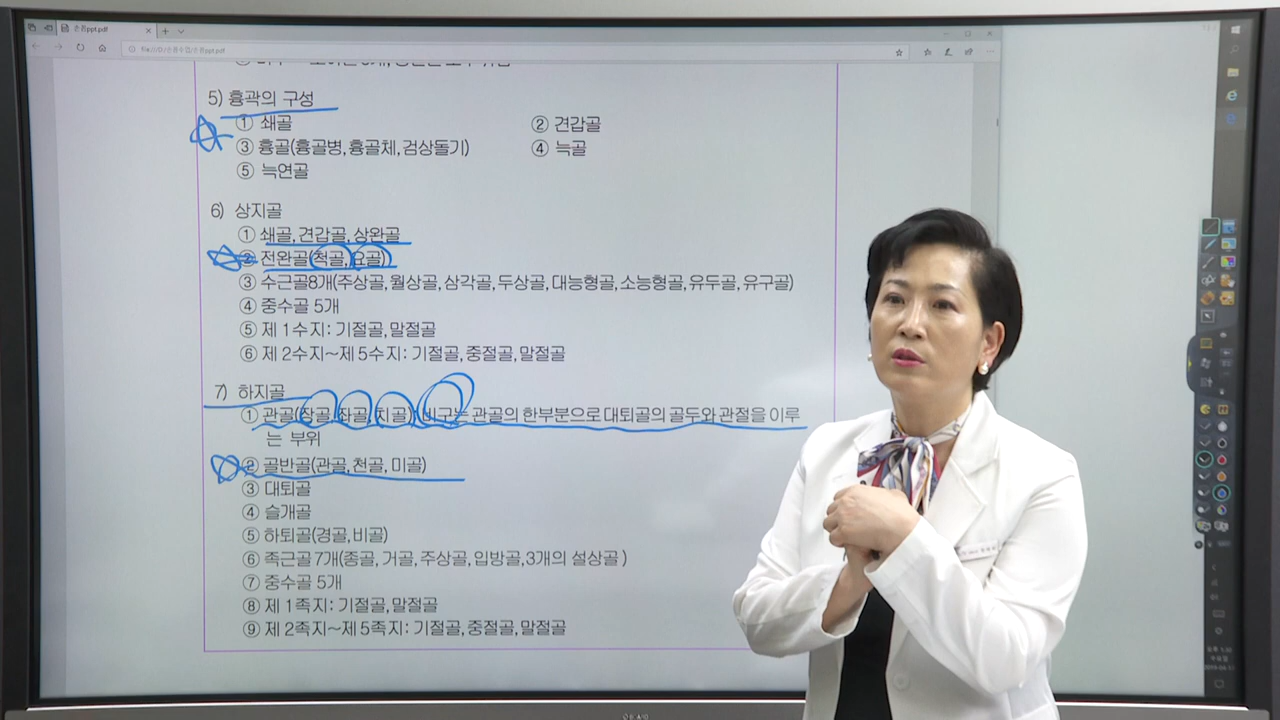 손끔ppt.pdf
5) 흉곽의 구성
① 쇄골 ② 견갑골
③ 흉골(흉골병, 흉골체, 검상돌기) ④ 늑골
⑤ 늑연골
6) 상지골
① 쇄골, 견갑골, 상완골
② 전완골(척골, 요골)
③ 수근골8개(주상골, 월상골, 삼각골, 두상골, 대능형골, 소능형골, 유두골, 유구골)
④ 중수골 5개
⑤ 제 1수지: 기절골, 말절골
⑥ 제 2수지~제 5수지: 기절골, 중절골, 말절골
7) 하지골
① 관골(장골, 좌골, 치골): 비구는 관골의 한부분으로 대퇴골의 골두와 관절을 이루
는 부위
② 골반골(관골, 천골, 미골)
③ 대퇴골
④ 슬개골
⑤ 하퇴골(경골, 비골)
⑥ 족근골 7개(종골, 거골, 주상골, 입방골, 3개의 설상골 )
⑦ 중수골 5개
⑧ 제 1족지: 기절골, 말절골
⑨ 제 2족지~제 5족지: 기절골, 중절골, 말절골